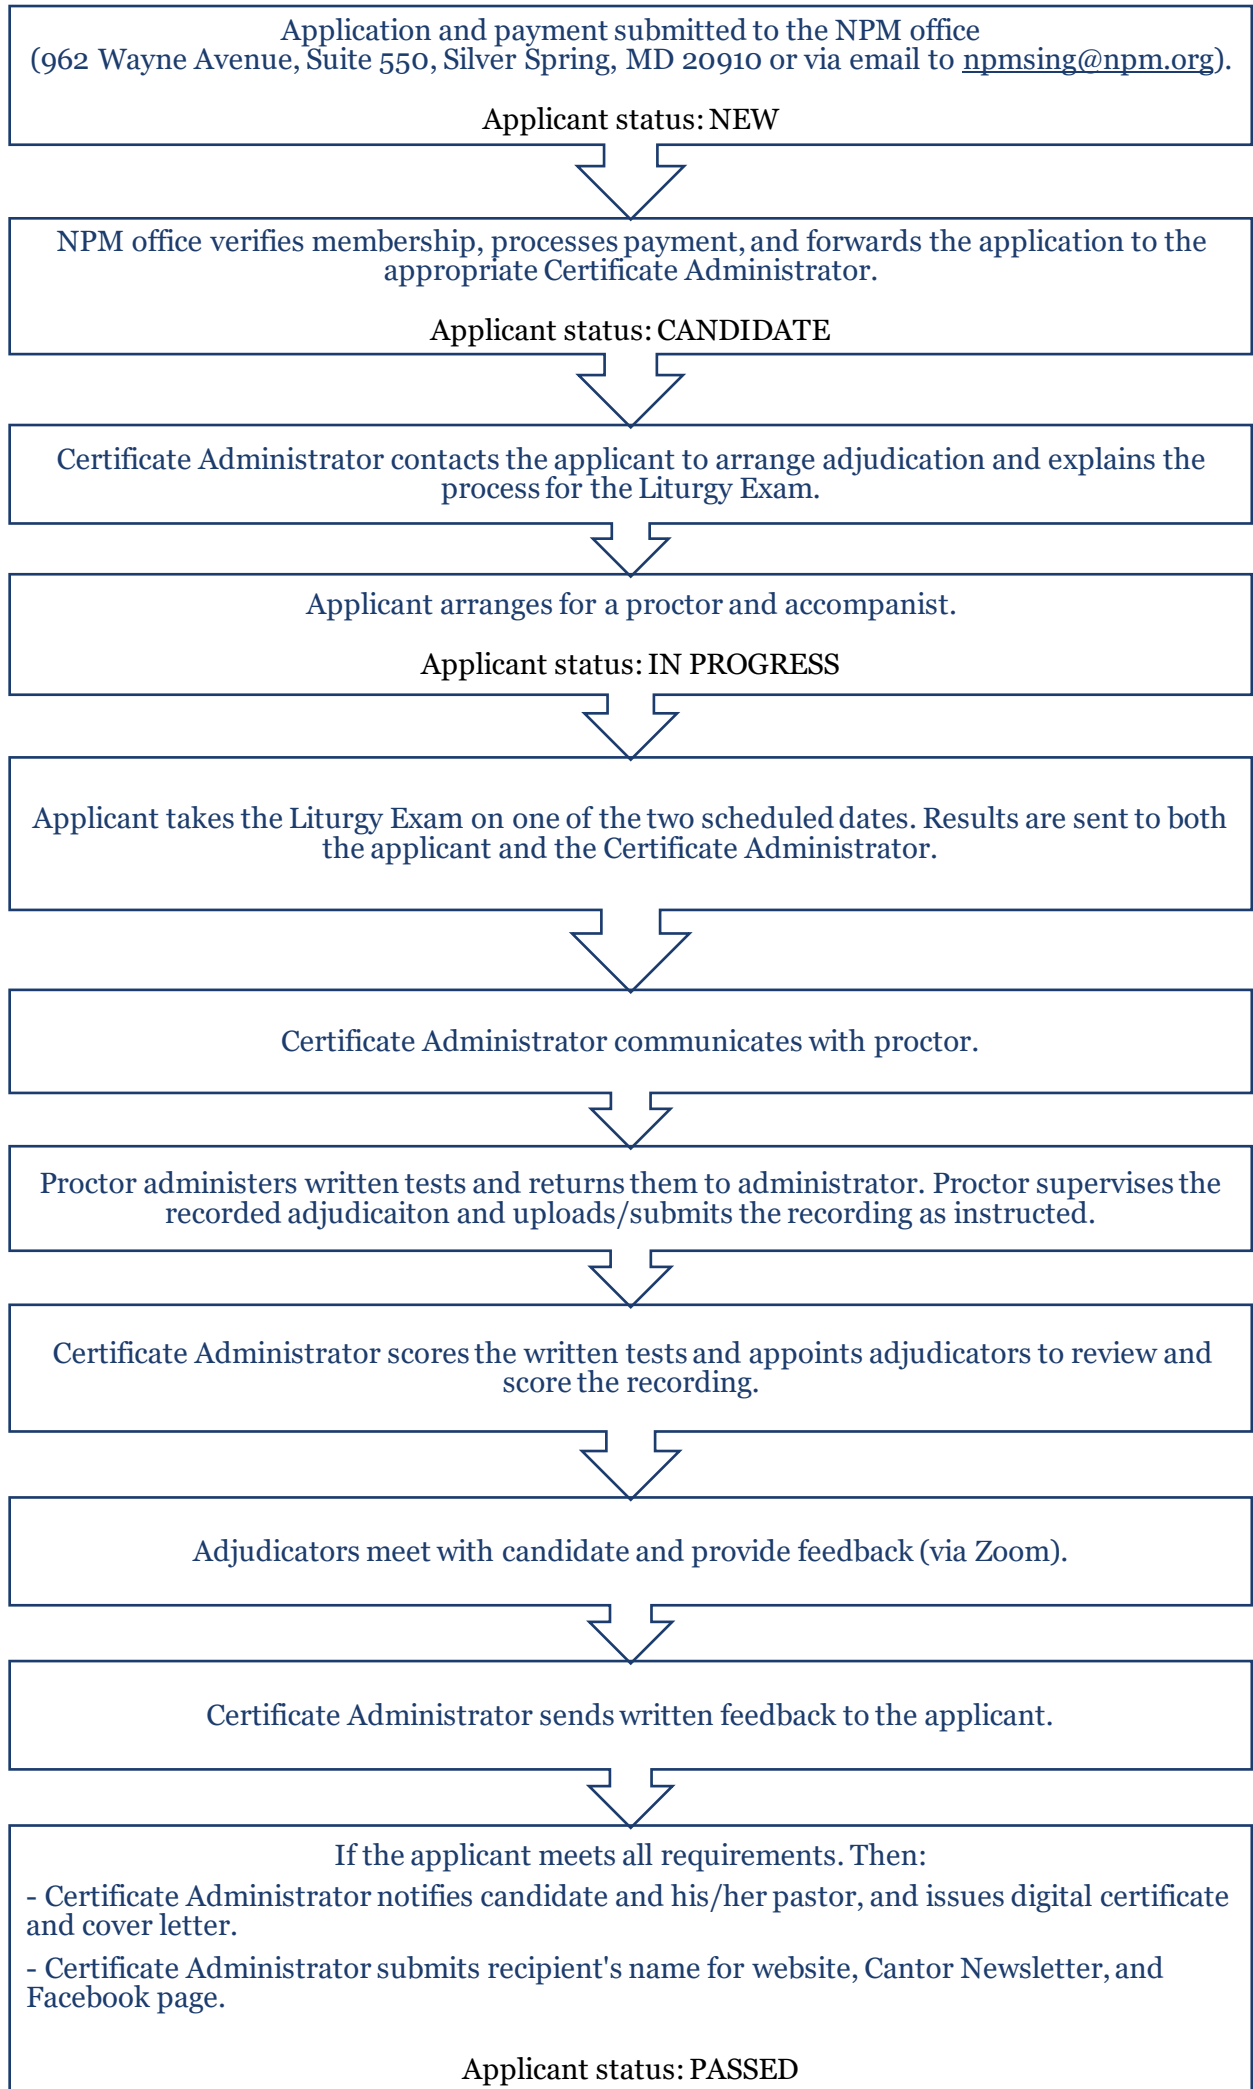 Application and payment submitted to the NPM office
(962 Wayne Avenue, Suite 550, Silver Spring, MD 20910 or via email to npmsing@npm.org).
Applicant status: NEW
NPM office verifies membership, processes payment, and forwards the application to the
appropriate Certificate Administrator.
Applicant status: CANDIDATE
Certificate Administrator contacts the applicant to arrange adjudication and explains the
process for the Liturgy Exam.
Applicant arranges for a proctor and accompanist.
Applicant status: IN PROGRESS
Applicant takes the Liturgy Exam on one of the two scheduled dates. Results are sent to both
the applicant and the Certificate Administrator.
Certificate Administrator communicates with proctor.
Proctor administers written tests and returns them to administrator. Proctor supervises the
recorded adjudicaiton and uploads/submits the recording as instructed.
Certificate Administrator scores the written tests and appoints adjudicators to review and
score the recording.
Adjudicators meet with candidate and provide feedback (via Zoom).
Certificate Administrator sends written feedback to the applicant.
If the applicant meets all requirements. Then:
- Certificate Administrator notifies candidate and his/her pastor, and issues digital certificate
and cover letter.
- Certificate Administrator submits recipient's name for website, Cantor Newsletter, and
Facebook page.
Applicant status: PASSED